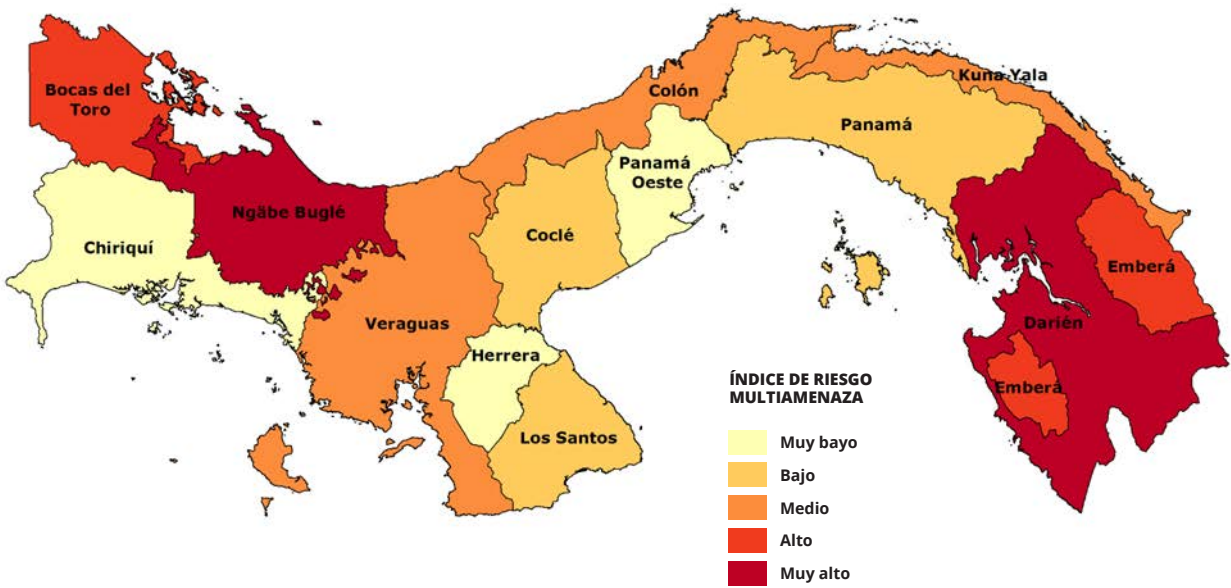 Bocas del
Toro
Colón
Kuna Yala
Panamá
Panamá
Oeste
Ngäbe Buglé
Coclé
Chiriquí
Emberá
Veraguas
Darién
Herrera
Emberá
Los Santos
ÍNDICE DE RIESGO
MULTIAMENAZA
Muy bayo
Bajo
Medio
Alto
Muy alto